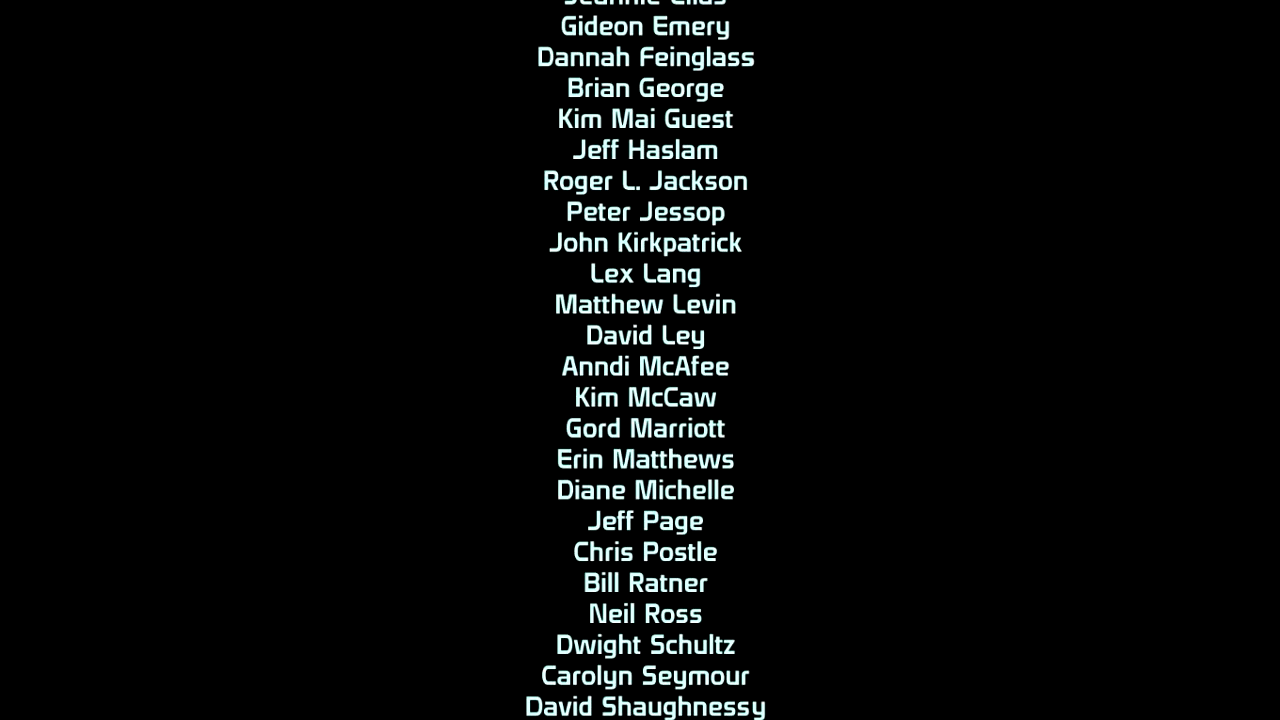 Jeannie Elias
Gideon Emery
Dannah Feinglass
Brian George
Kim Mai Guest
Jeff Haslam
Roger L. Jackson
Peter Jessop
John Kirkpatrick
Lex Lang
Matthew Levin
David Ley
Anndi McAfee
Kim McCaw
Gord Marriott
Erin Matthews
Diane Michelle
Jeff Page
Chris Postle
Bill Ratner
Neil Ross
Dwight Schultz
Carolyn Seymour
David Shaughnessy